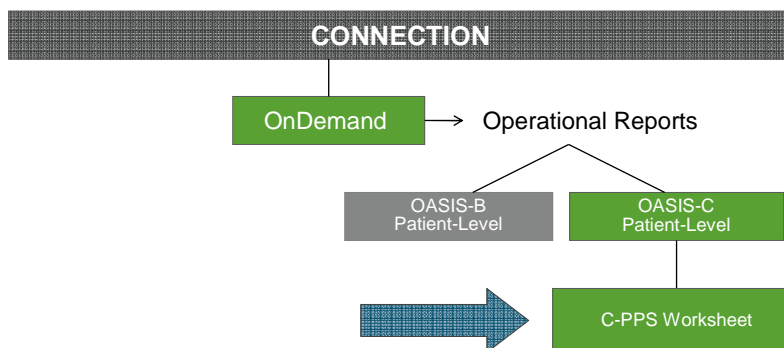 CONNECTION
OnDemand
Operational Reports
OASIS-B
Patient-Level
OASIS-C
Patient-Level
C-PPS Worksheet